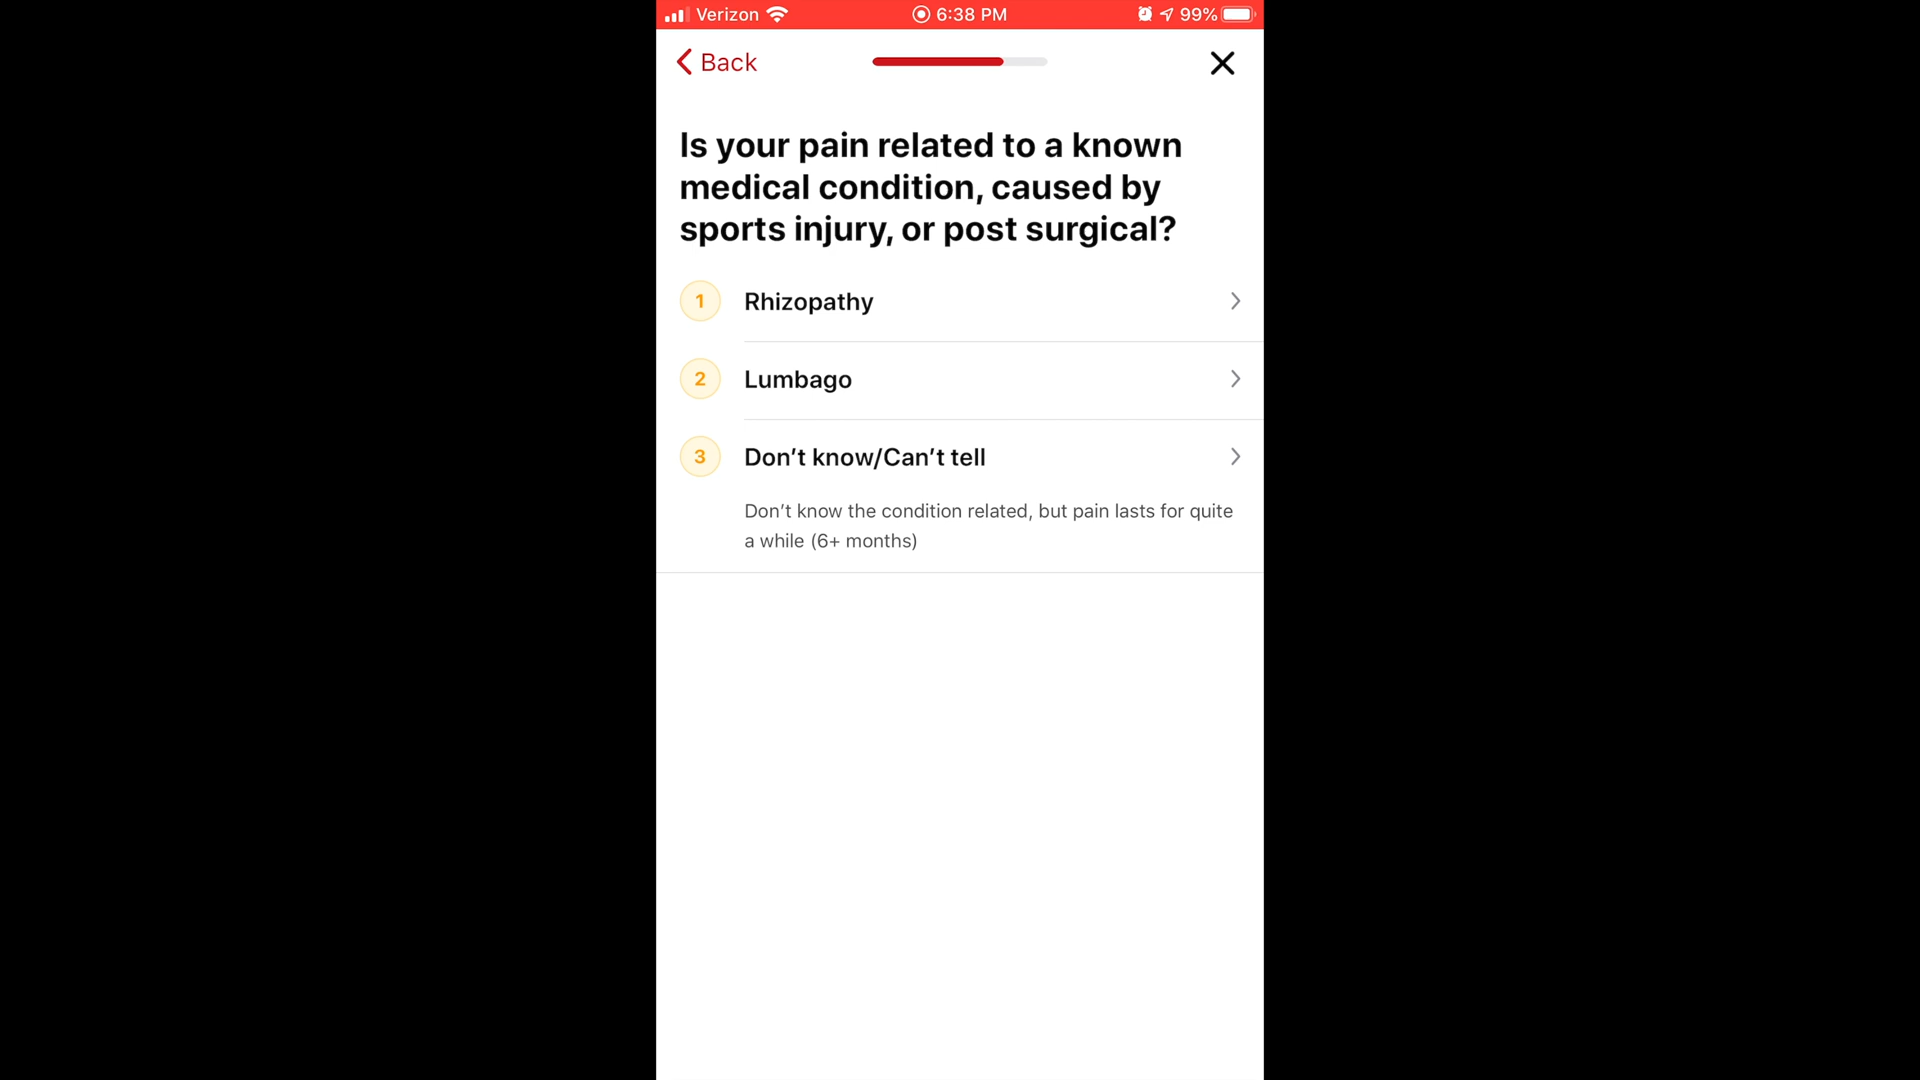 Verizon 6:38 PM 99%
Back
Is your pain related to a known
medical condition, caused by
sports injury, or post surgical?
1 Rhizopathy
2 Lumbago
3 Don’t know/Can’t tell
Don’t know the condition related, but pain lasts for quite
a while (6+ months)